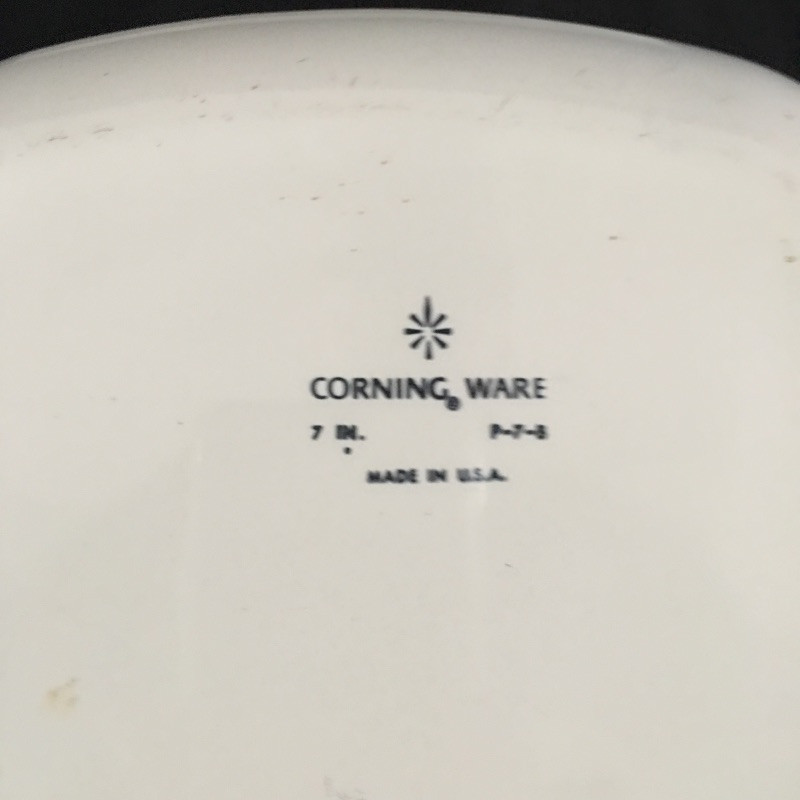 CORNING® WARE
7 IN. P-7-B
MADE IN U.S.A.